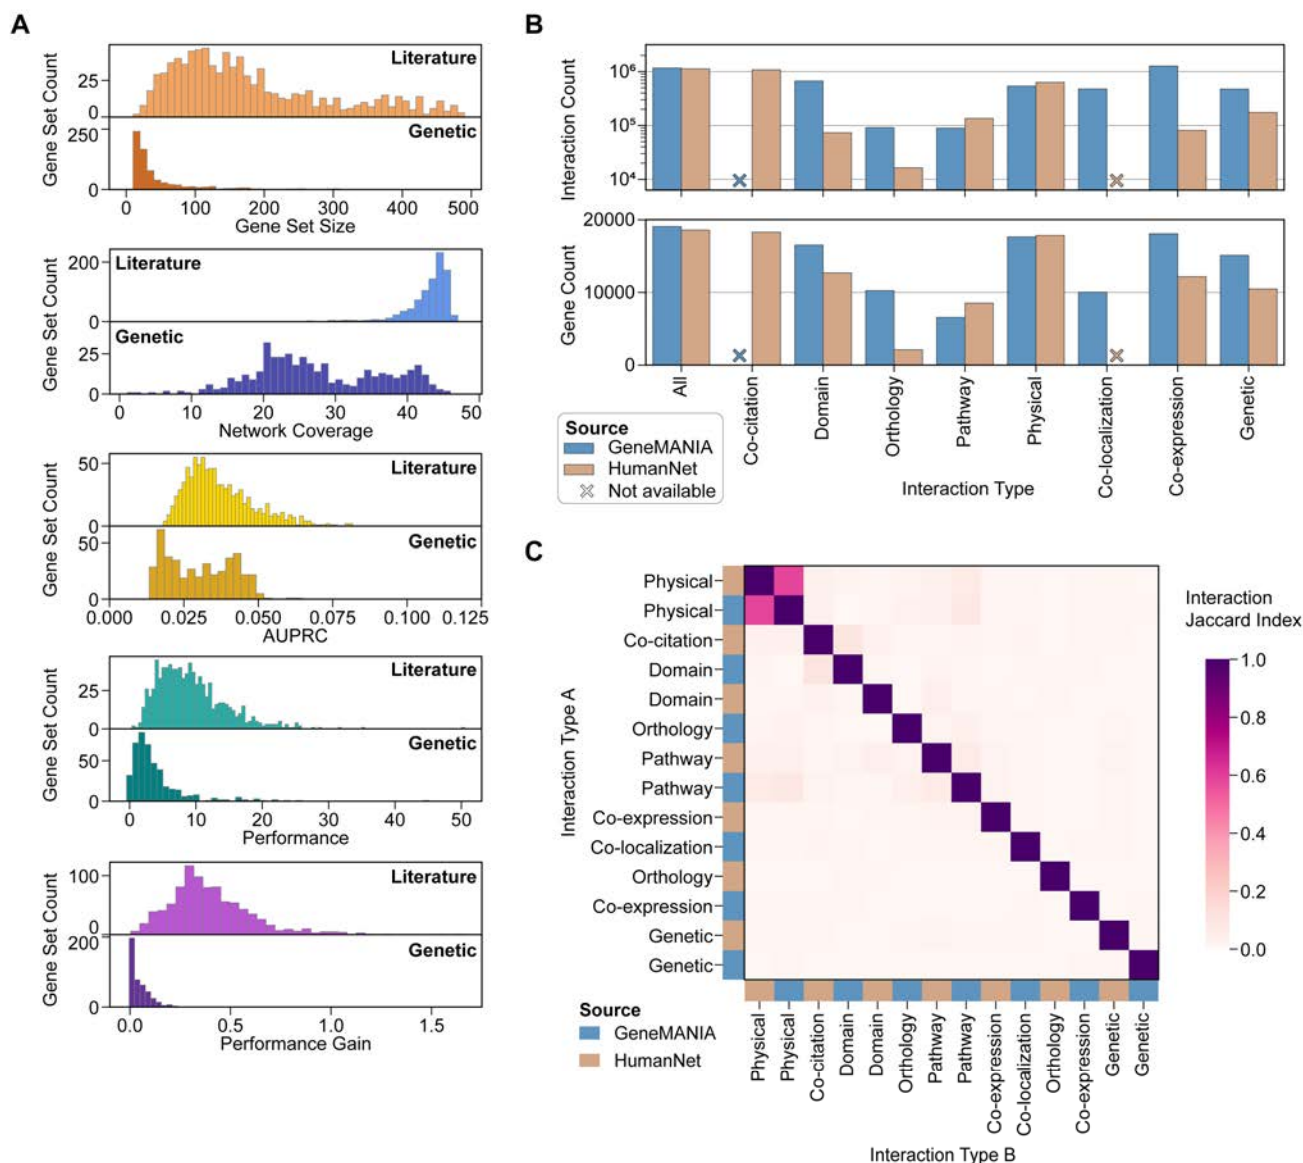 A
Gene Set Count
Literature
25
0
Genetic
250
0
0 100 200 300 400 500
Gene Set Size
Gene Set Count
Literature
200
0
Genetic
25
0
0 10 20 30 40 50
Network Coverage
Gene Set Count
Literature
50
0
Genetic
50
0
0.000 0.025 0.050 0.075 0.100 0.125
AUPRC
Gene Set Count
Literature
25
0
Genetic
50
0
0 10 20 30 40 50
Performance
Gene Set Count
Literature
100
0
Genetic
200
0
0.0 0.5 1.0 1.5
Performance Gain
B
Interaction Count
10⁶
10⁵
10⁴
Gene Count
20000
10000
0
All
Co-citation
Domain
Orthology
Pathway
Physical
Co-localization
Co-expression
Genetic
Interaction Type
Source
GeneMANIA
HumanNet
Not available
C
Interaction Type A
Physical
Physical
Co-citation
Domain
Domain
Orthology
Pathway
Pathway
Co-expression
Co-localization
Orthology
Co-expression
Genetic
Genetic
Interaction
Jaccard Index
1.0
0.8
0.6
0.4
0.2
0.0
Source
GeneMANIA
HumanNet
Physical
Physical
Co-citation
Domain
Domain
Orthology
Pathway
Pathway
Co-expression
Co-localization
Orthology
Co-expression
Genetic
Genetic
Interaction Type B